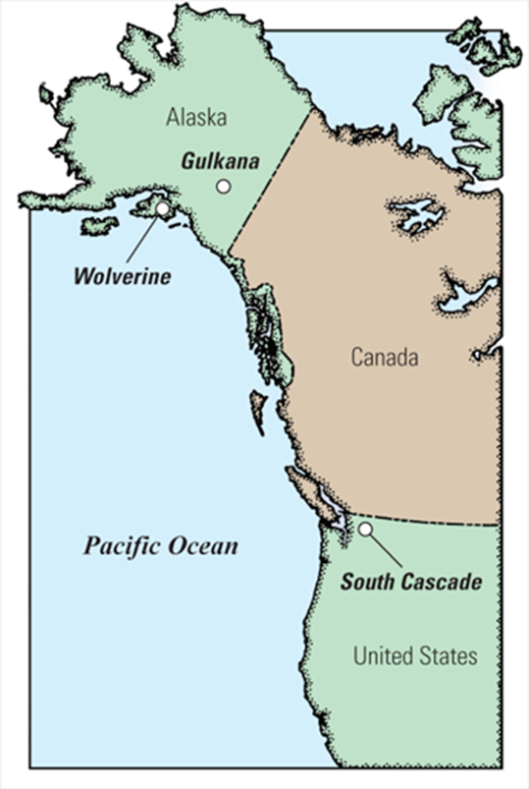 Alaska
Gulkana
Wolverine
Canada
Pacific Ocean
South Cascade
United States